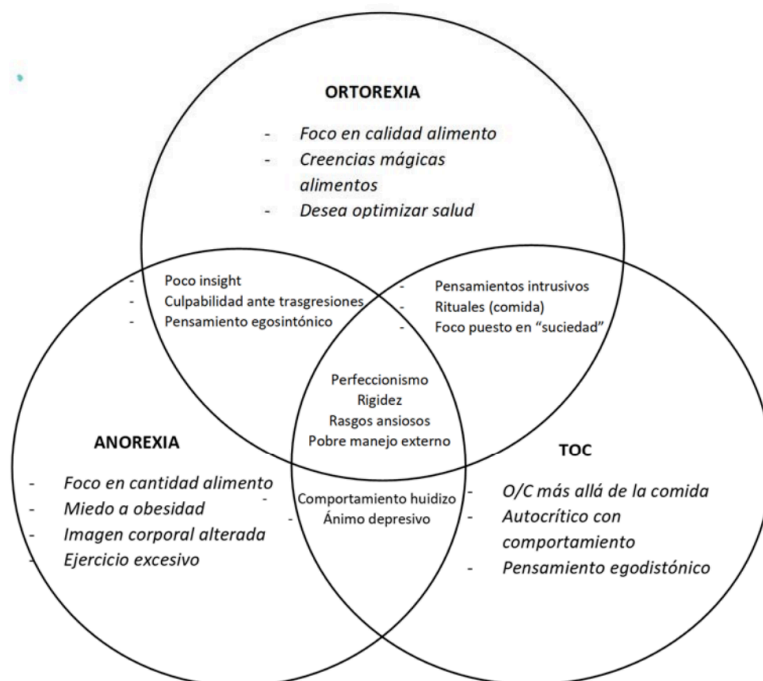 ORTOREXIA
- Foco en calidad alimento
- Creencias mágicas
alimentos
- Desea optimizar salud
- Poco insight
- Culpabilidad ante trasgresiones
- Pensamiento egosintónico
- Pensamientos intrusivos
- Rituales (comida)
- Foco puesto en “suciedad”
Perfeccionismo
Rigidez
Rasgos ansiosos
Pobre manejo externo
ANOREXIA
- Foco en cantidad alimento
- Miedo a obesidad
- Imagen corporal alterada
- Ejercicio excesivo
- Comportamiento huidizo
- Ánimo depresivo
TOC
- O/C más allá de la comida
- Autocrítico con
comportamiento
- Pensamiento egodistónico